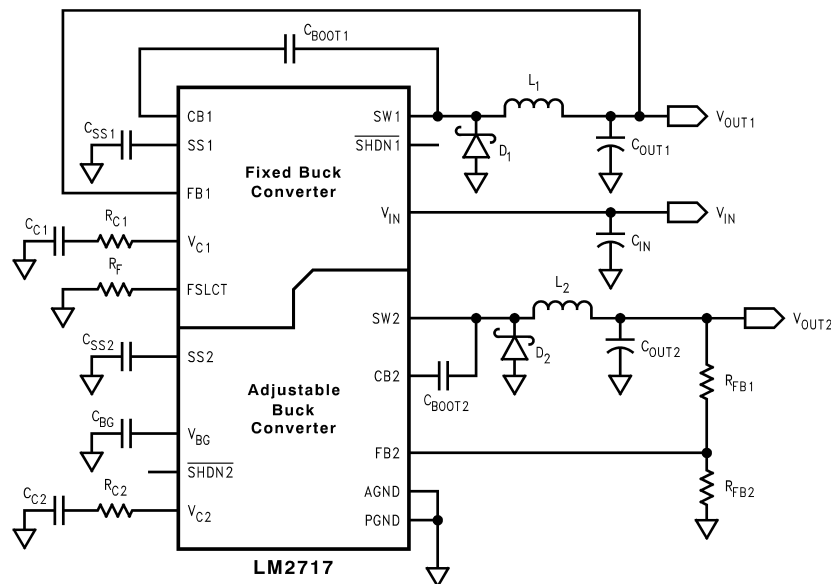 CBOOT1
CB1
SW1
L1
VOUT1
CSS1
SS1
SHDN1
D1
COUT1
Fixed Buck
Converter
FB1
VIN
VIN
CC1
RC1
VC1
CIN
RF
FSLCT
L2
SW2
VOUT2
CSS2
SS2
D2
COUT2
CB2
CBOOT2
RFB1
Adjustable
Buck
Converter
CBG
VBG
FB2
SHDN2
RFB2
CC2
RC2
VC2
AGND
PGND
LM2717